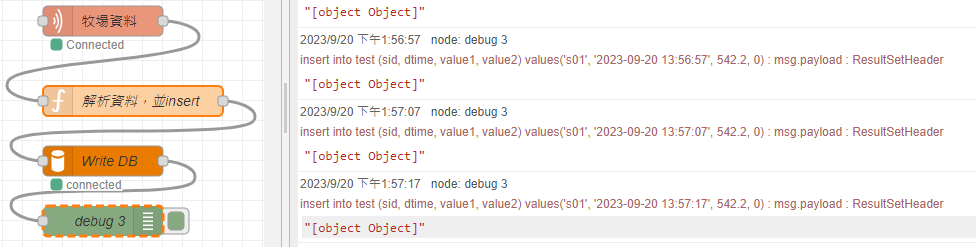 牧場資料
Connected
解析資料，並insert
Write DB
connected
debug 3
"[object Object]"
2023/9/20 下午1:56:57 node: debug 3
insert into test (sid, dtime, value1, value2) values('s01', '2023-09-20 13:56:57', 542.2, 0) : msg.payload : ResultSetHeader
"[object Object]"
2023/9/20 下午1:57:07 node: debug 3
insert into test (sid, dtime, value1, value2) values('s01', '2023-09-20 13:57:07', 542.2, 0) : msg.payload : ResultSetHeader
"[object Object]"
2023/9/20 下午1:57:17 node: debug 3
insert into test (sid, dtime, value1, value2) values('s01', '2023-09-20 13:57:17', 542.2, 0) : msg.payload : ResultSetHeader
"[object Object]"